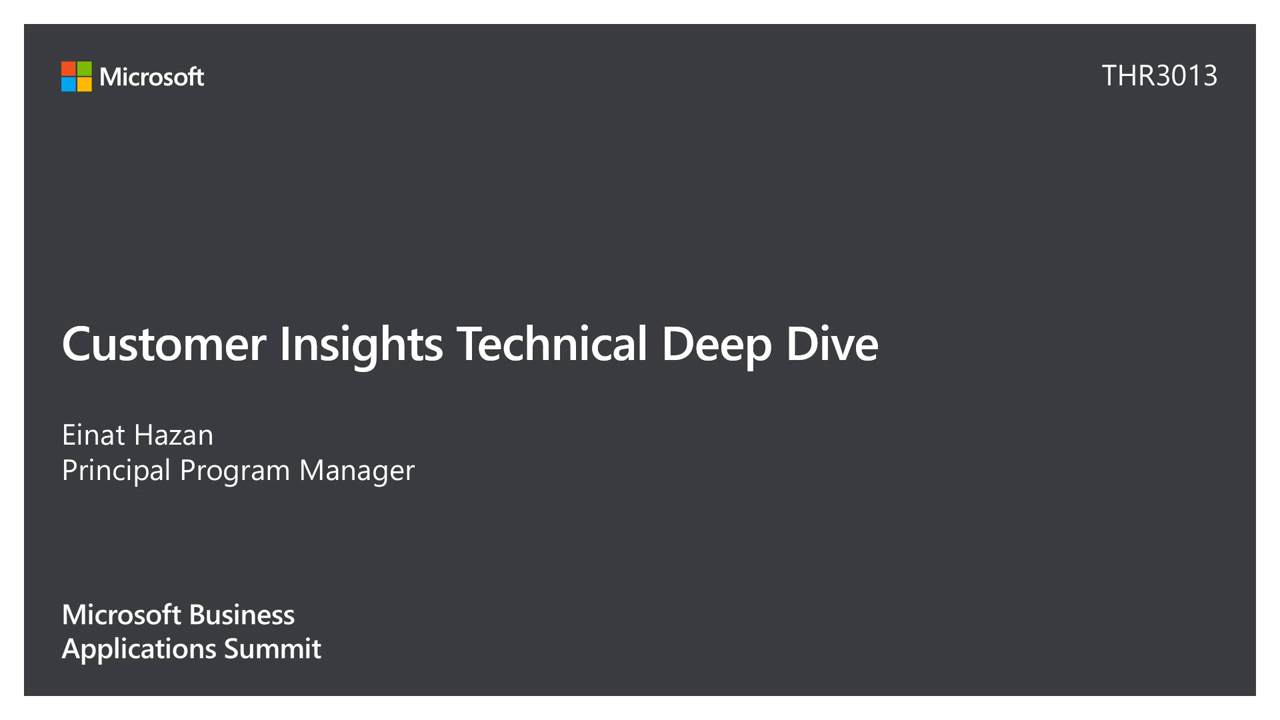 Microsoft
THR3013
Customer Insights Technical Deep Dive
Einat Hazan
Principal Program Manager
Microsoft Business
Applications Summit